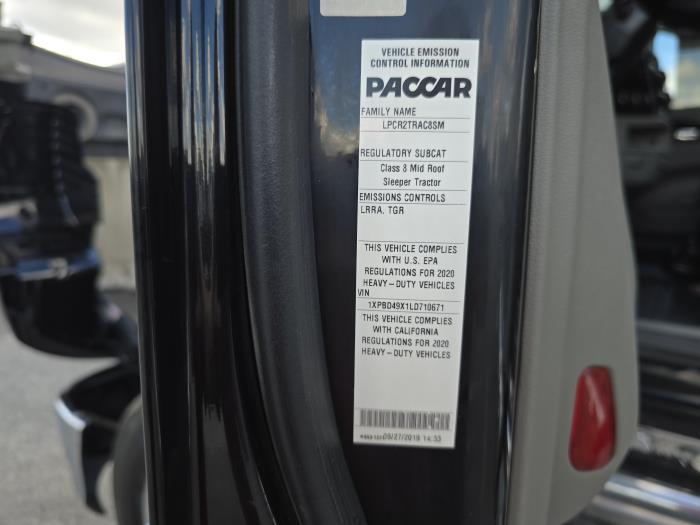 VEHICLE EMISSION
CONTROL INFORMATION
PACCAR
FAMILY NAME
LPCR2TRAC8SM
REGULATORY SUBCAT
Class 8 Mid Roof
Sleeper Tractor
EMISSIONS CONTROLS
LRRA, TGR
THIS VEHICLE COMPLIES
WITH U.S. EPA
REGULATIONS FOR 2020
HEAVY-DUTY VEHICLES
VIN
1XPBD49X1LD710671
THIS VEHICLE COMPLIES
WITH CALIFORNIA
REGULATIONS FOR 2020
HEAVY-DUTY VEHICLES
09/27/2019 14:33